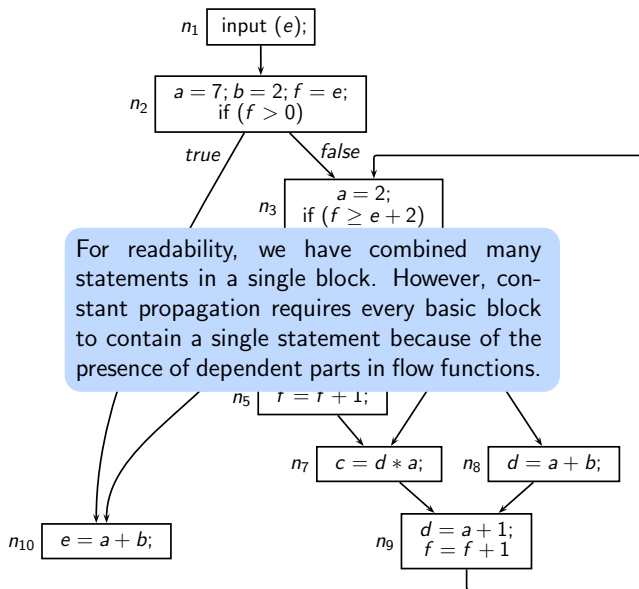 n1 input (e);
n2 a = 7; b = 2; f = e;
if (f > 0)
true false
n3 a = 2;
if (f ≥ e + 2)
For readability, we have combined many
statements in a single block. However, con-
stant propagation requires every basic block
to contain a single statement because of the
presence of dependent parts in flow functions.
n5 f = f + 1;
n7 c = d ∗ a; n8 d = a + b;
n10 e = a + b;
n9 d = a + 1;
f = f + 1